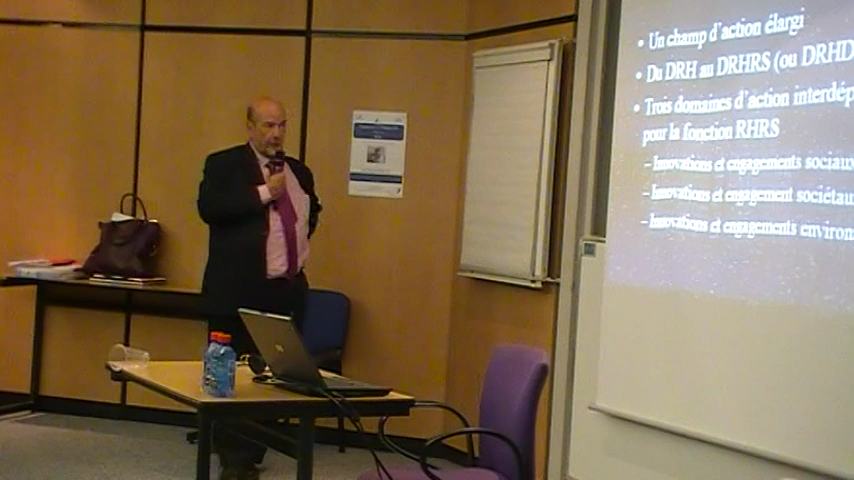 • Un champ d'action élargi
• Du DRH au DRHRS (ou DRHD
• Trois domaines d'action interdép
pour la fonction RHRS
– Innovations et engagements sociaux
– Innovations et engagement sociétau
– Innovations et engagements environ